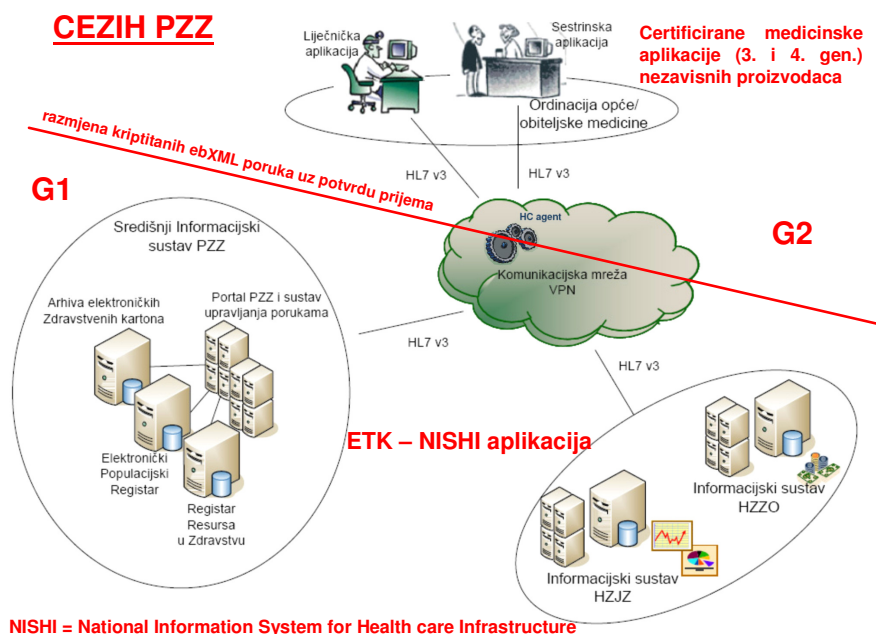 CEZIH PZZ
Liječnička
aplikacija
Sestrinska
aplikacija
Certificirane medicinske
aplikacije (3. i 4. gen.)
nezavisnih proizvodaca
Ordinacija opće/
obiteljske medicine
razmjena kriptitanih ebXML poruka uz potvrdu prijema
HL7 v3
HL7 v3
G1
G2
HC agent
Komunikacijska mreža
VPN
Središnji Informacijski
sustav PZZ
Arhiva elektroničkih
Zdravstvenih kartona
Portal PZZ i sustav
upravljanja porukama
HL7 v3
HL7 v3
ETK – NISHI aplikacija
Elektronički
Populacijski
Registar
Registar
Resursa
u Zdravstvu
Informacijski sustav
HZZO
Informacijski sustav
HZJZ
NISHI = National Information System for Health care Infrastructure